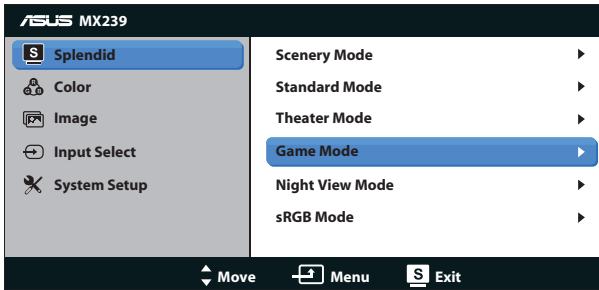 ASUS MX239
S Splendid
Color
Image
Input Select
System Setup
Scenery Mode
Standard Mode
Theater Mode
Game Mode
Night View Mode
sRGB Mode
Move Menu S Exit